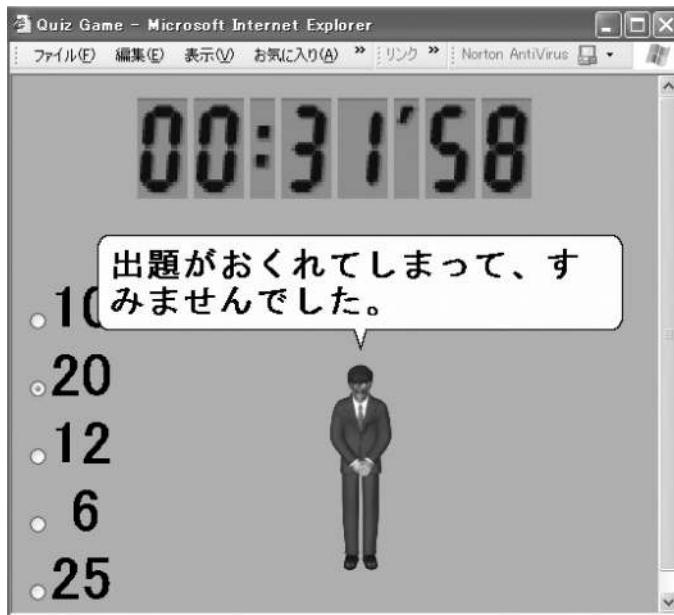 Quiz Game - Microsoft Internet Explorer
ファイル(F) 編集(E) 表示(V) お気に入り(A) » リンク » Norton AntiVirus
00:31'58
出題がおくれてしまって、す
みませんでした。
10
20
12
6
25